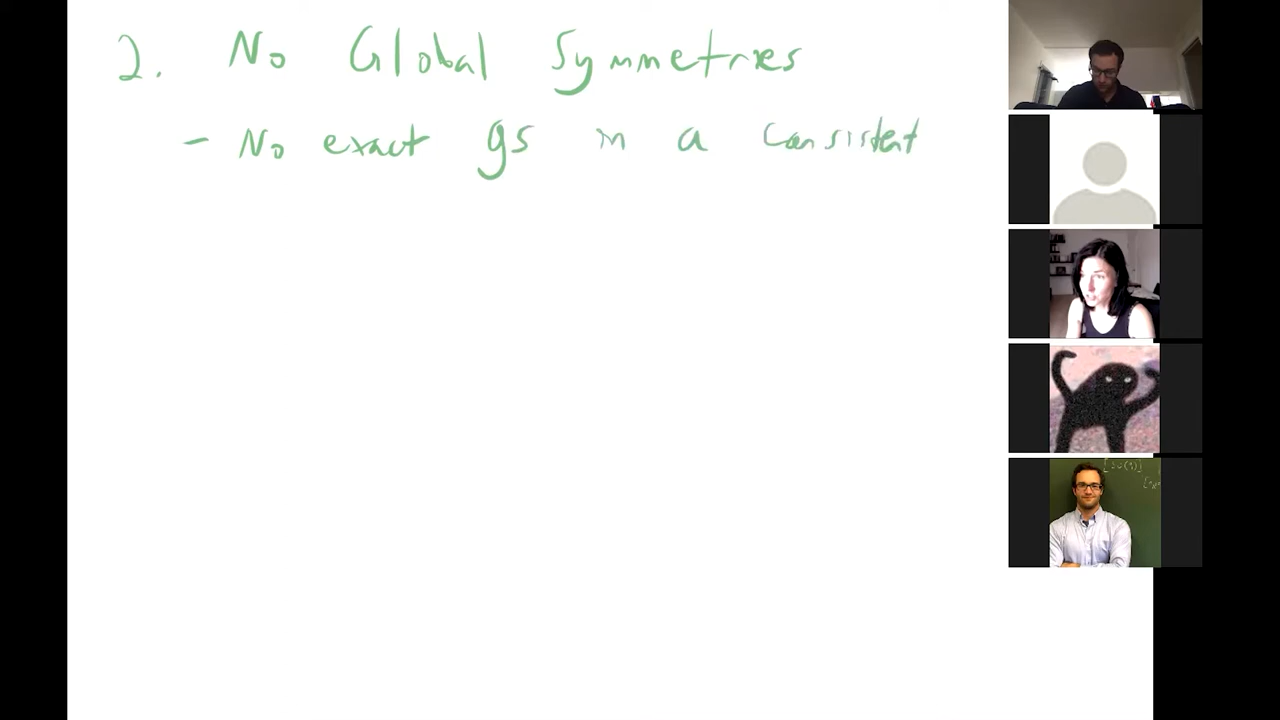 2. No Global Symmetries
- No exact gs in a consistent